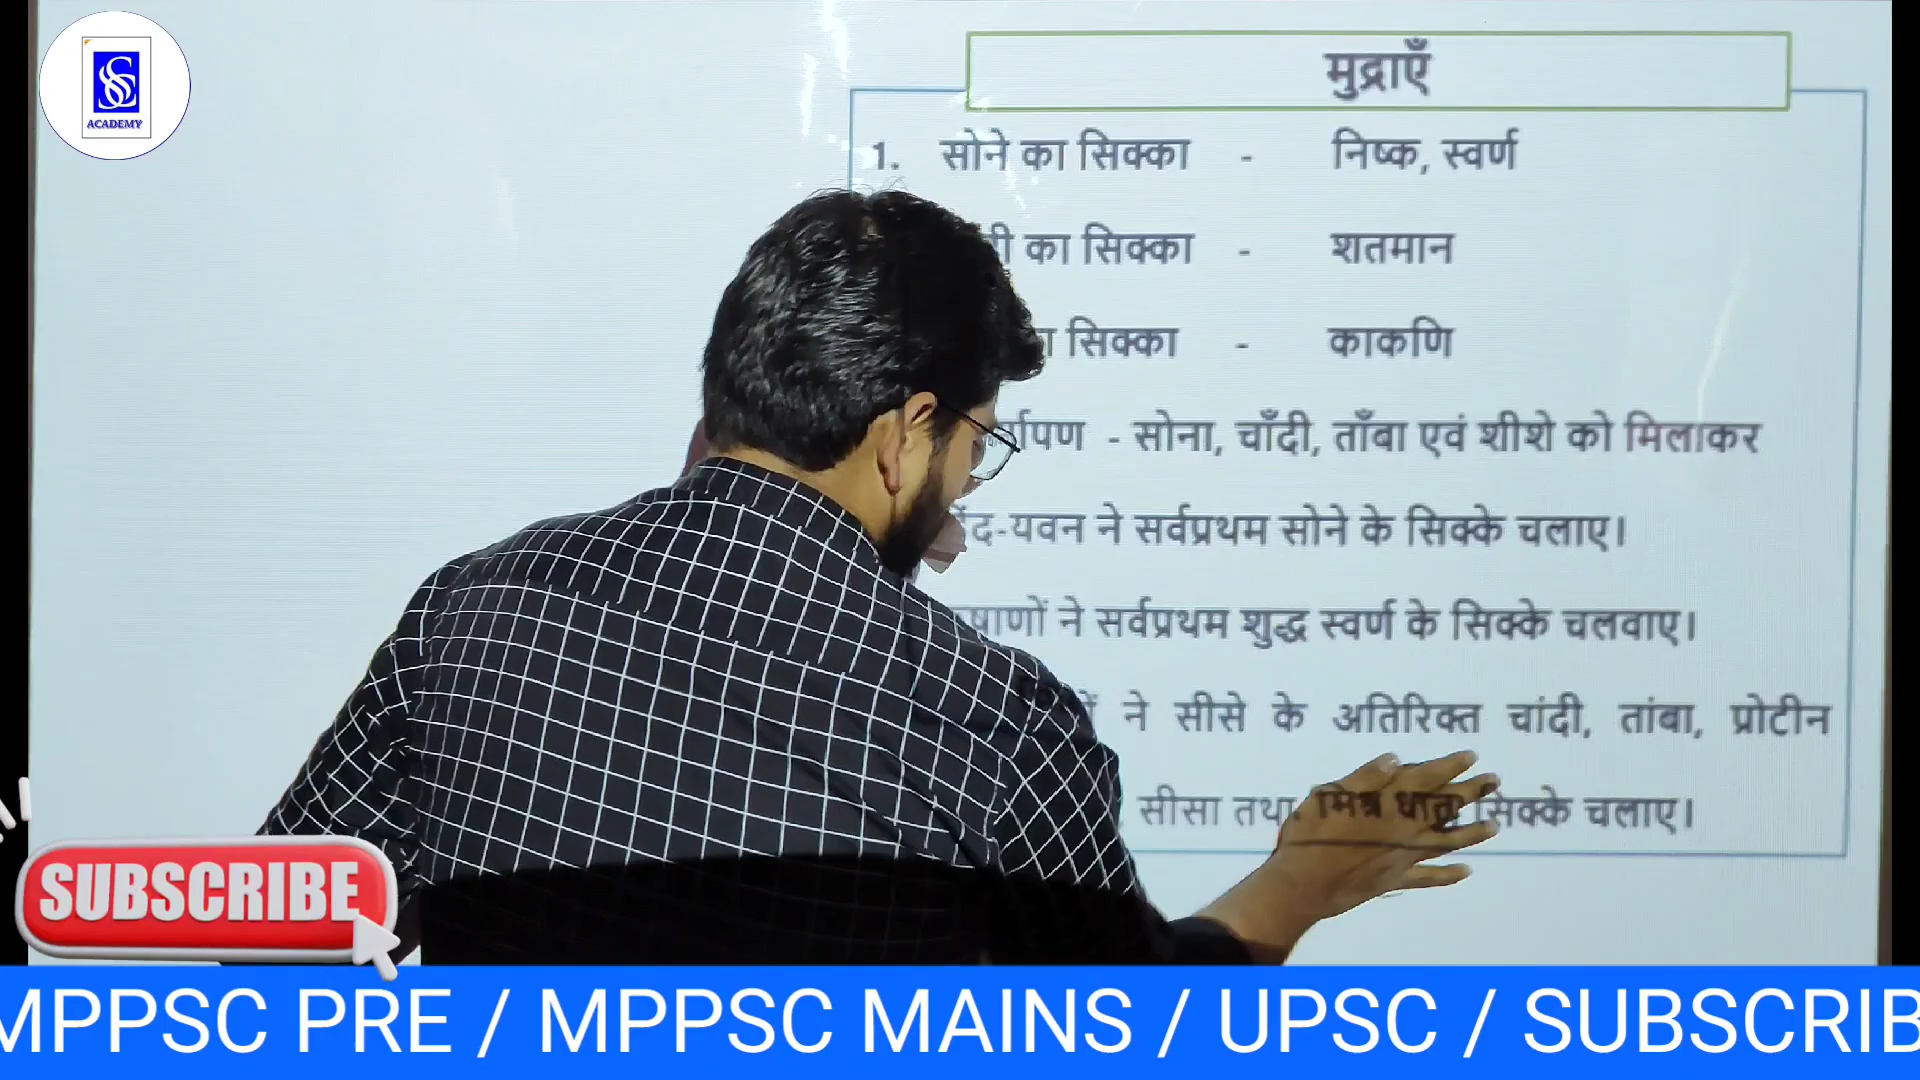 ACADEMY
मुद्राएँ
1. सोने का सिक्का - निष्क, स्वर्ण
का सिक्का - शतमान
सिक्का - काकणि
- सोना, चाँदी, ताँबा एवं शीशे को मिलाकर
यवन ने सर्वप्रथम सोने के सिक्के चलाए।
ने सर्वप्रथम शुद्ध स्वर्ण के सिक्के चलवाए।
ने सीसे के अतिरिक्त चांदी, तांबा, प्रोटीन
सीसा तथा मिश्र धातु सिक्के चलाए।
SUBSCRIBE
MPPSC PRE / MPPSC MAINS / UPSC / SUBSCRIB